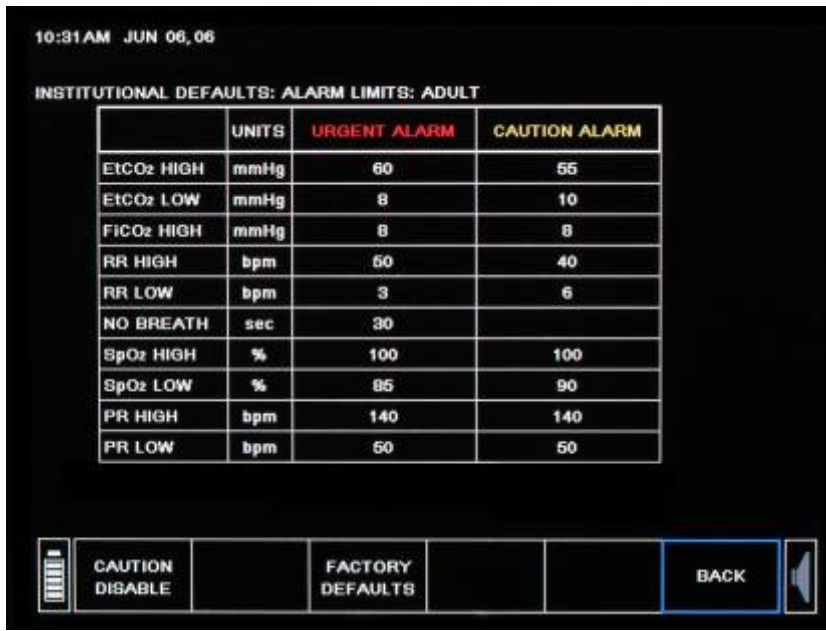 10:31AM JUN 06,06
INSTITUTIONAL DEFAULTS: ALARM LIMITS: ADULT
UNITS URGENT ALARM CAUTION ALARM
EtCO₂ HIGH mmHg 60 55
EtCO₂ LOW mmHg 8 10
FiCO₂ HIGH mmHg 8 8
RR HIGH bpm 50 40
RR LOW bpm 3 6
NO BREATH sec 30
SpO₂ HIGH % 100 100
SpO₂ LOW % 85 90
PR HIGH bpm 140 140
PR LOW bpm 50 50
CAUTION DISABLE FACTORY DEFAULTS BACK